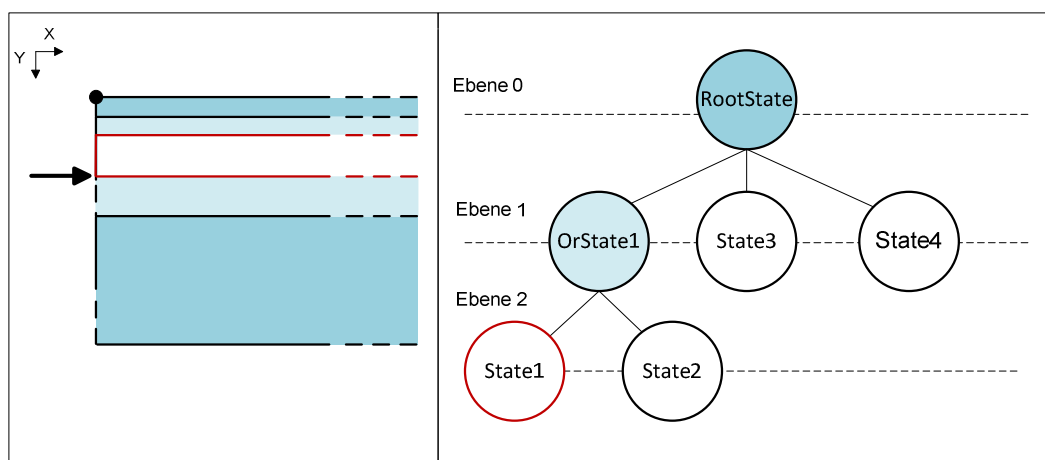 X
Y
Ebene 0
RootState
Ebene 1
OrState1
State3
State4
Ebene 2
State1
State2